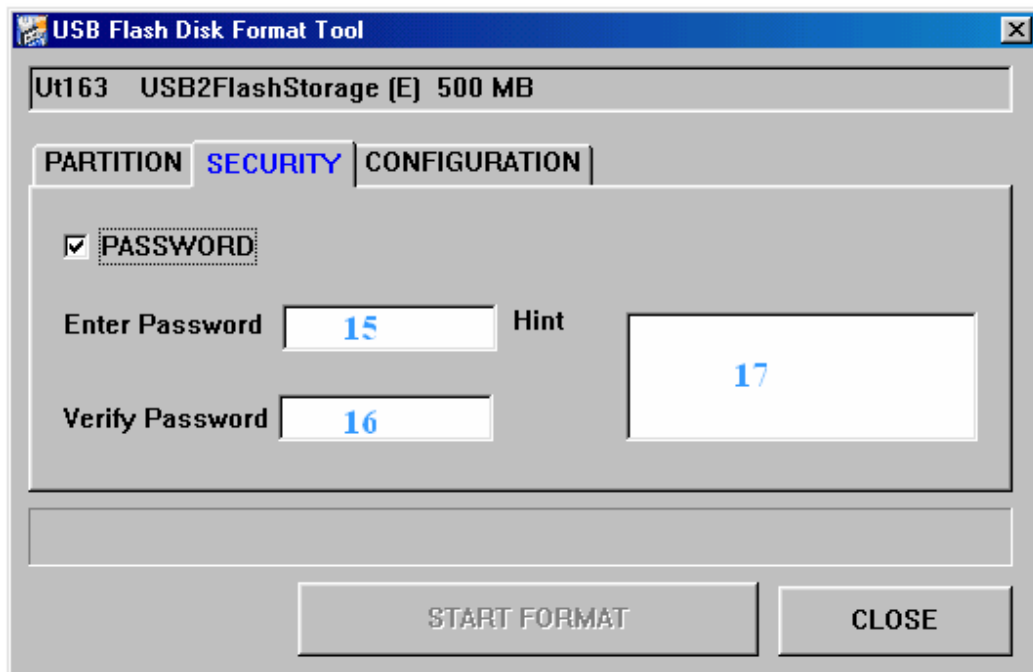 USB Flash Disk Format Tool
Ut163 USB2FlashStorage (E) 500 MB
PARTITION SECURITY CONFIGURATION
PASSWORD
Enter Password 15 Hint
17
Verify Password 16
START FORMAT CLOSE